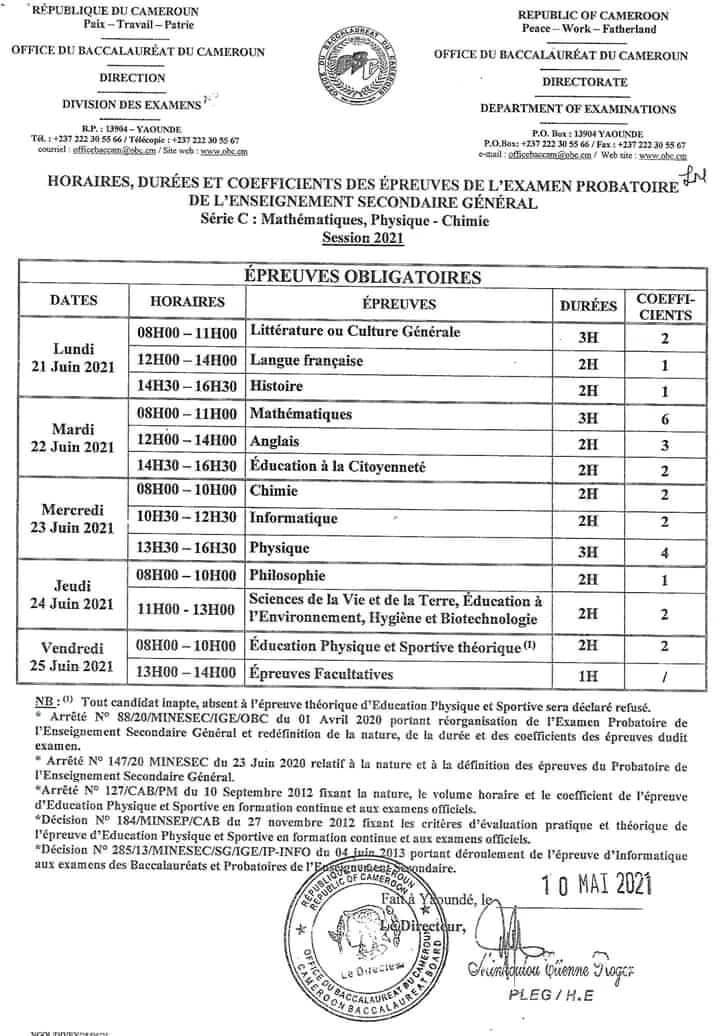 RÉPUBLIQUE DU CAMEROUN
Paix – Travail – Patrie
OFFICE DU BACCALAURÉAT DU CAMEROUN
DIRECTION
DIVISION DES EXAMENS
B.P. : 13904 – YAOUNDE
Tél. : +237 222 30 55 66 / Télécopie : +237 222 30 55 67
courriel : officebaccam@obc.cm / Site web : www.obc.cm
REPUBLIC OF CAMEROON
Peace – Work – Fatherland
OFFICE DU BACCALAURÉAT DU CAMEROUN
DIRECTORATE
DEPARTMENT OF EXAMINATIONS
P.O. Box : 13904 YAOUNDE
P.O.Box: +237 222 30 55 66 / Fax : +237 222 30 55 67
e-mail : officebaccam@obc.cm / Web site : www.obc.cm
HORAIRES, DURÉES ET COEFFICIENTS DES ÉPREUVES DE L'EXAMEN PROBATOIRE
DE L'ENSEIGNEMENT SECONDAIRE GÉNÉRAL
Série C : Mathématiques, Physique - Chimie
Session 2021
ÉPREUVES OBLIGATOIRES
DATES HORAIRES ÉPREUVES DURÉES COEFFI-
CIENTS
Lundi
21 Juin 2021
08H00 – 11H00 Littérature ou Culture Générale 3H 2
12H00 – 14H00 Langue française 2H 1
14H30 – 16H30 Histoire 2H 1
Mardi
22 Juin 2021
08H00 – 11H00 Mathématiques 3H 6
12H00 – 14H00 Anglais 2H 3
14H30 – 16H30 Éducation à la Citoyenneté 2H 2
Mercredi
23 Juin 2021
08H00 – 10H00 Chimie 2H 2
10H30 – 12H30 Informatique 2H 2
13H30 – 16H30 Physique 3H 4
Jeudi
24 Juin 2021
08H00 – 10H00 Philosophie 2H 1
11H00 - 13H00 Sciences de la Vie et de la Terre, Éducation à
l'Environnement, Hygiène et Biotechnologie 2H 2
Vendredi
25 Juin 2021
08H00 – 10H00 Éducation Physique et Sportive théorique (1) 2H 2
13H00 – 14H00 Épreuves Facultatives 1H /
NB : (1) Tout candidat inapte, absent à l'épreuve théorique d'Education Physique et Sportive sera déclaré refusé.
* Arrêté N° 88/20/MINESEC/IGE/OBC du 01 Avril 2020 portant réorganisation de l'Examen Probatoire de
l'Enseignement Secondaire Général et redéfinition de la nature, de la durée et des coefficients des épreuves dudit
examen.
* Arrêté N° 147/20 MINESEC du 23 Juin 2020 relatif à la nature et à la définition des épreuves du Probatoire de
l'Enseignement Secondaire Général.
*Arrêté N° 127/CAB/PM du 10 Septembre 2012 fixant la nature, le volume horaire et le coefficient de l'épreuve
d'Education Physique et Sportive en formation continue et aux examens officiels.
*Décision N° 184/MINSEP/CAB du 27 novembre 2012 fixant les critères d'évaluation pratique et théorique de
l'épreuve d'Education Physique et Sportive en formation continue et aux examens officiels.
*Décision N° 285/13/MINESEC/SG/IGE/IP-INFO du 04 juin 2013 portant déroulement de l'épreuve d'Informatique
aux examens des Baccalauréats et Probatoires de l'Enseignement Secondaire.
Fait à Yaoundé, le 10 MAI 2021
Le Directeur,
RÉPUBLIQUE DU CAMEROUN
REPUBLIC OF CAMEROON
Le Directeur
OFFICE DU BACCALAURÉAT DU CAMEROUN
CAMEROON BACCALAUREAT BOARD
Etienne Roger
PLEG / H.E